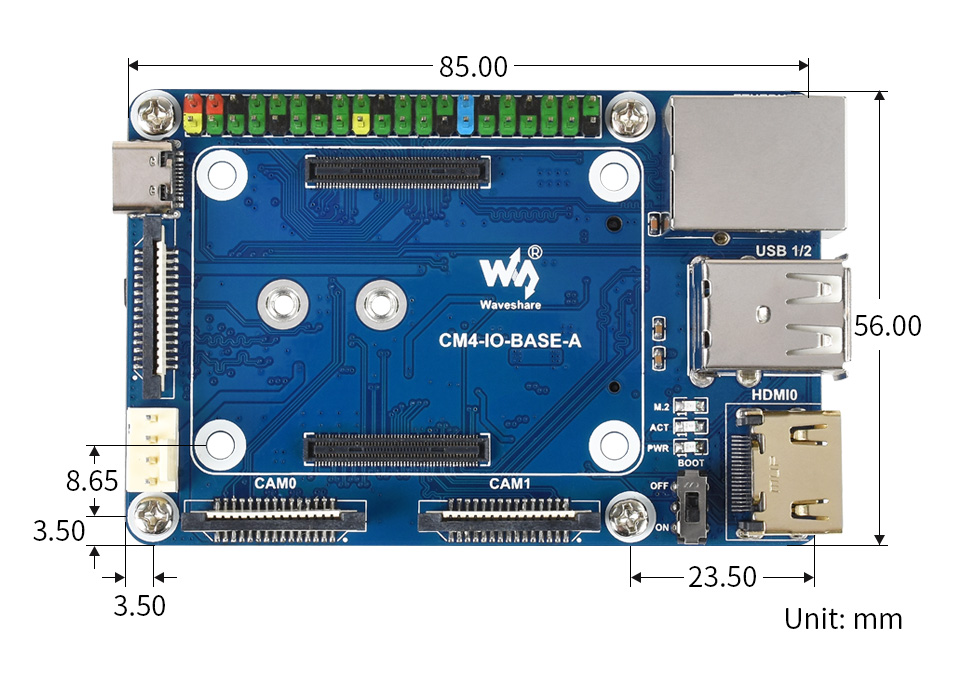 85.00
USB 1/2
®
Waveshare
56.00
CM4-IO-BASE-A
HDMI0
M.2
ACT
PWR
BOOT
8.65
CAM0
CAM1
OFF
3.50
ON
23.50
3.50
Unit: mm